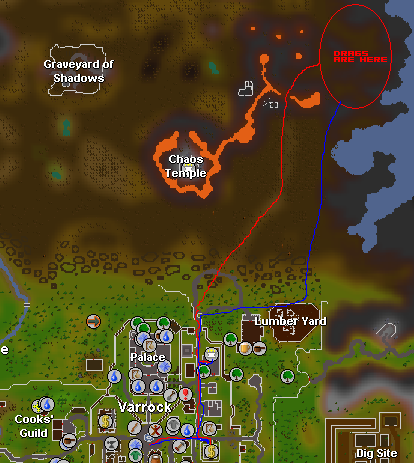 DRAGS
ARE HERE
Graveyard of
Shadows
Chaos
Temple
Lumber Yard
e
Palace
Varrock
Cooks'
Guild
Dig Site